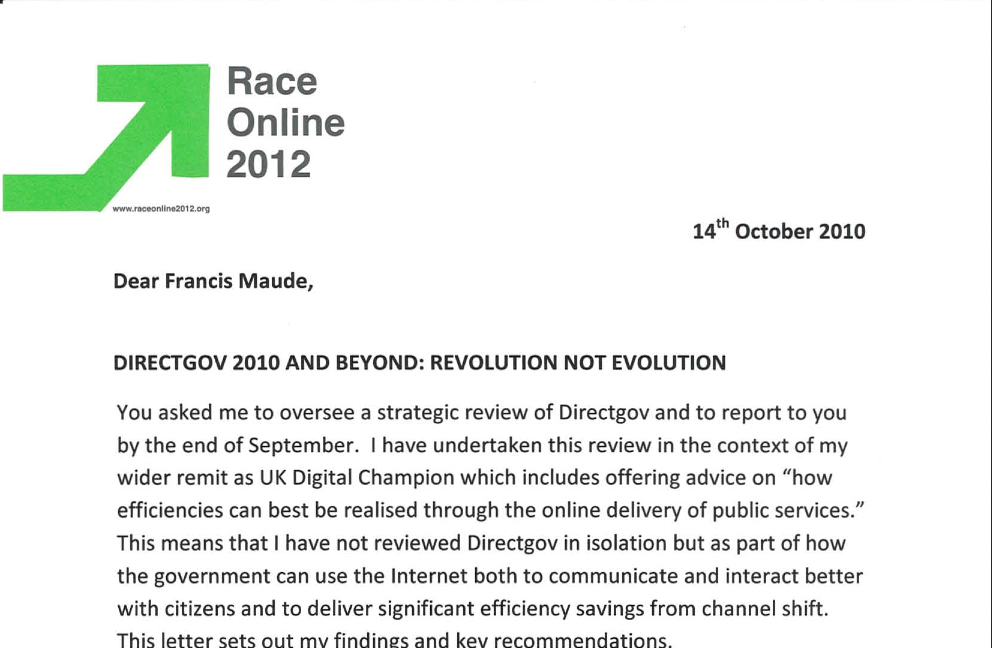 Race
Online
2012
www.raceonline2012.org
14th October 2010
Dear Francis Maude,
DIRECTGOV 2010 AND BEYOND: REVOLUTION NOT EVOLUTION
You asked me to oversee a strategic review of Directgov and to report to you
by the end of September.  I have undertaken this review in the context of my
wider remit as UK Digital Champion which includes offering advice on “how
efficiencies can best be realised through the online delivery of public services.”
This means that I have not reviewed Directgov in isolation but as part of how
the government can use the Internet both to communicate and interact better
with citizens and to deliver significant efficiency savings from channel shift.
This letter sets out my findings and key recommendations.